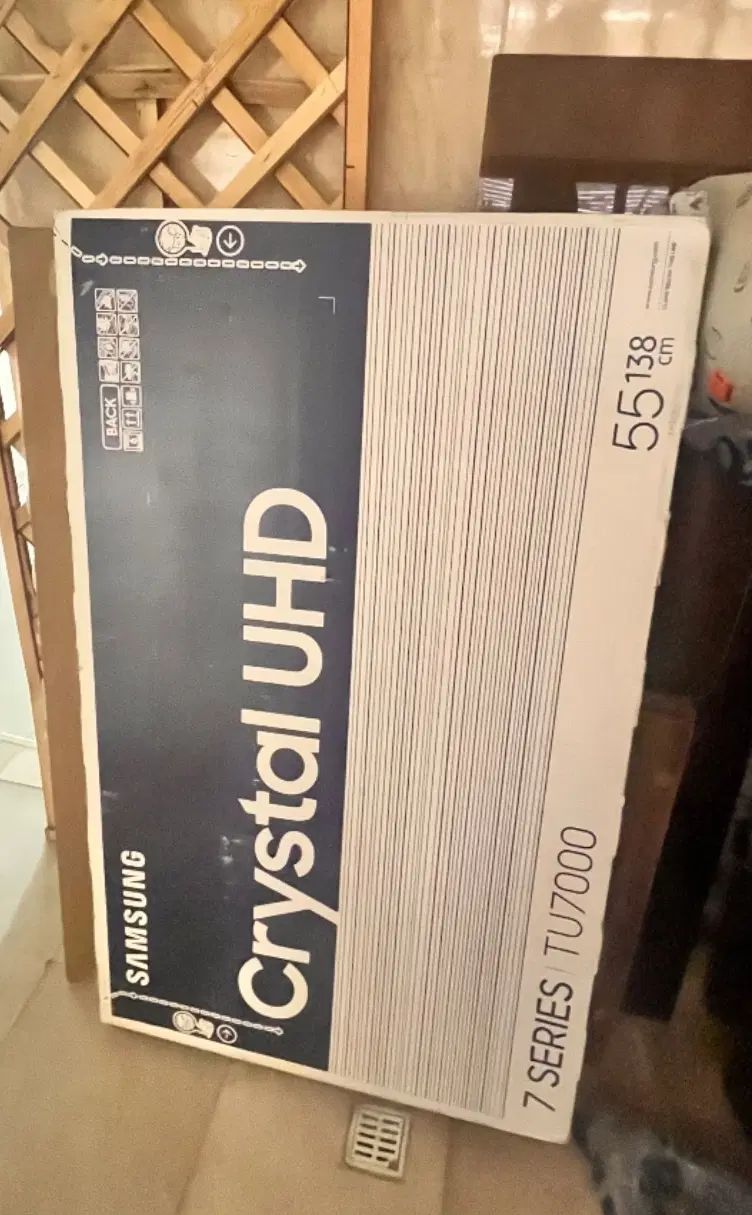 SAMSUNG
BACK
Crystal UHD
7 SERIES | TU7000
55 138 cm